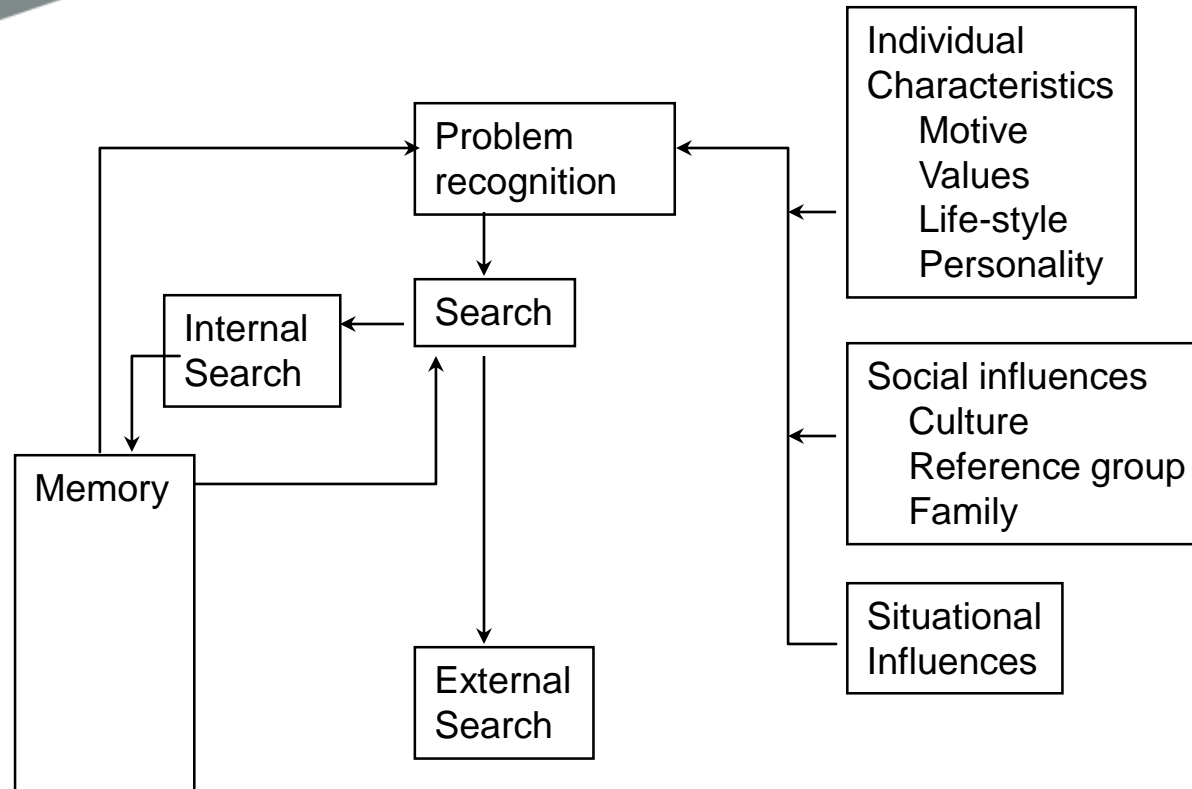 Problem
recognition
Search
Internal
Search
Memory
External
Search
Individual
Characteristics
Motive
Values
Life-style
Personality
Social influences
Culture
Reference group
Family
Situational
Influences